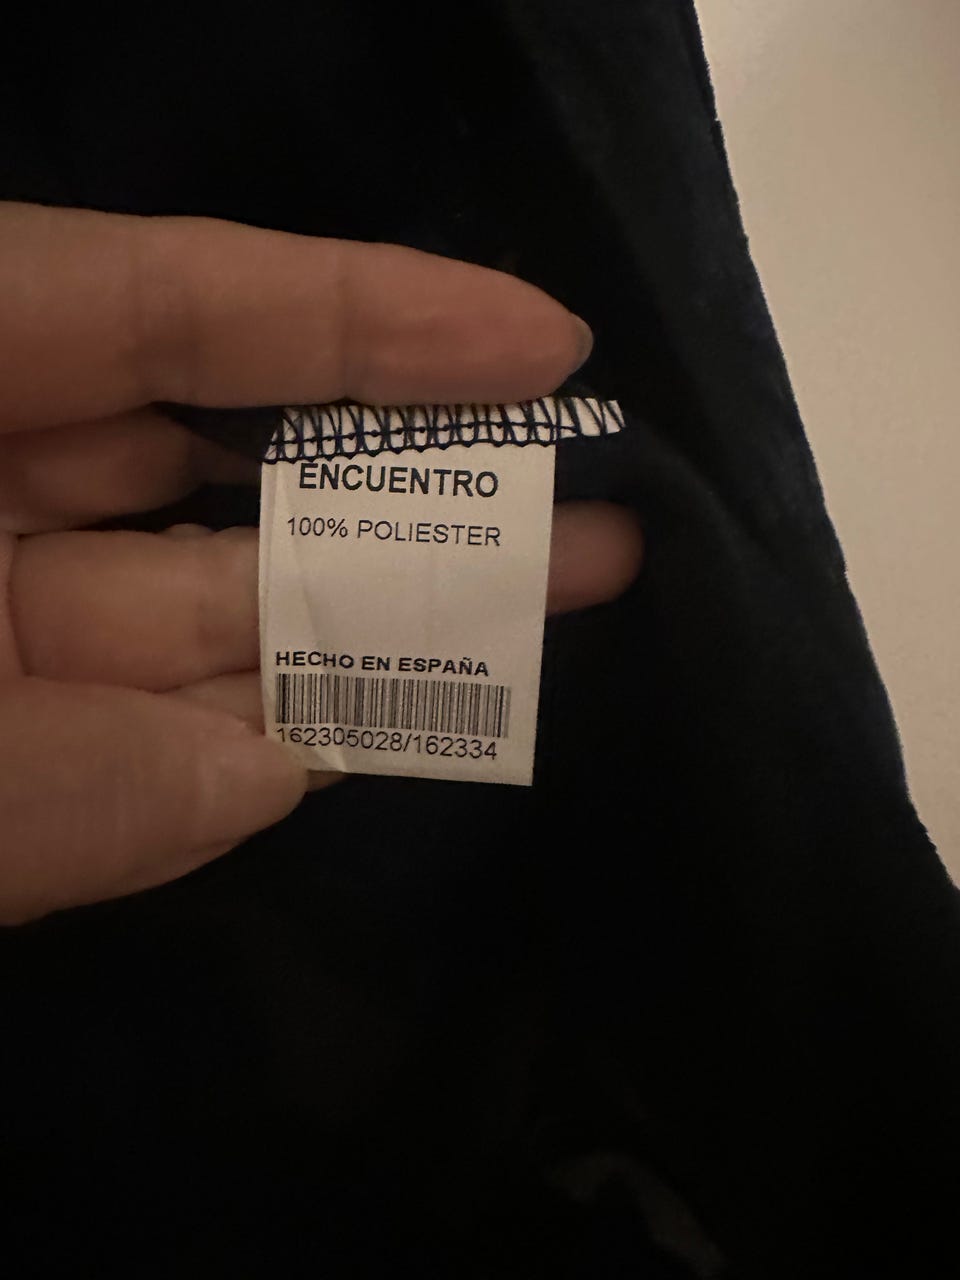 ENCUENTRO
100% POLIESTER
HECHO EN ESPAÑA
162305028/162334